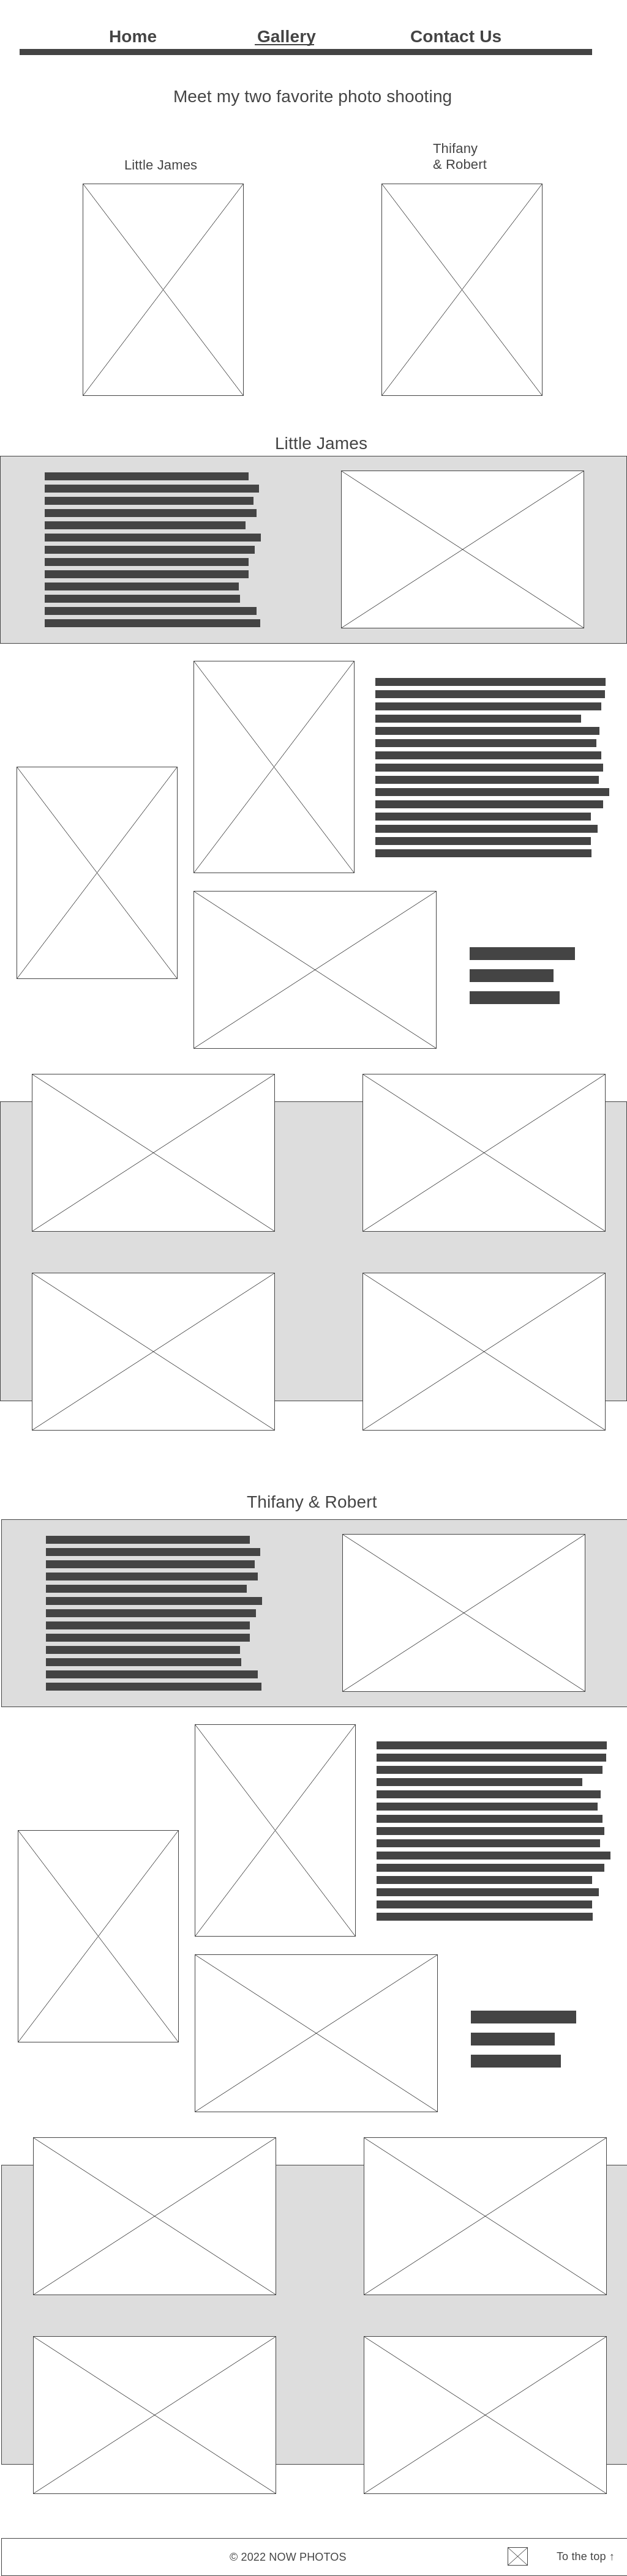 Home Gallery Contact Us
Meet my two favorite photo shooting
Little James
Thifany
& Robert
Little James
Thifany & Robert
© 2022 NOW PHOTOS
To the top ↑